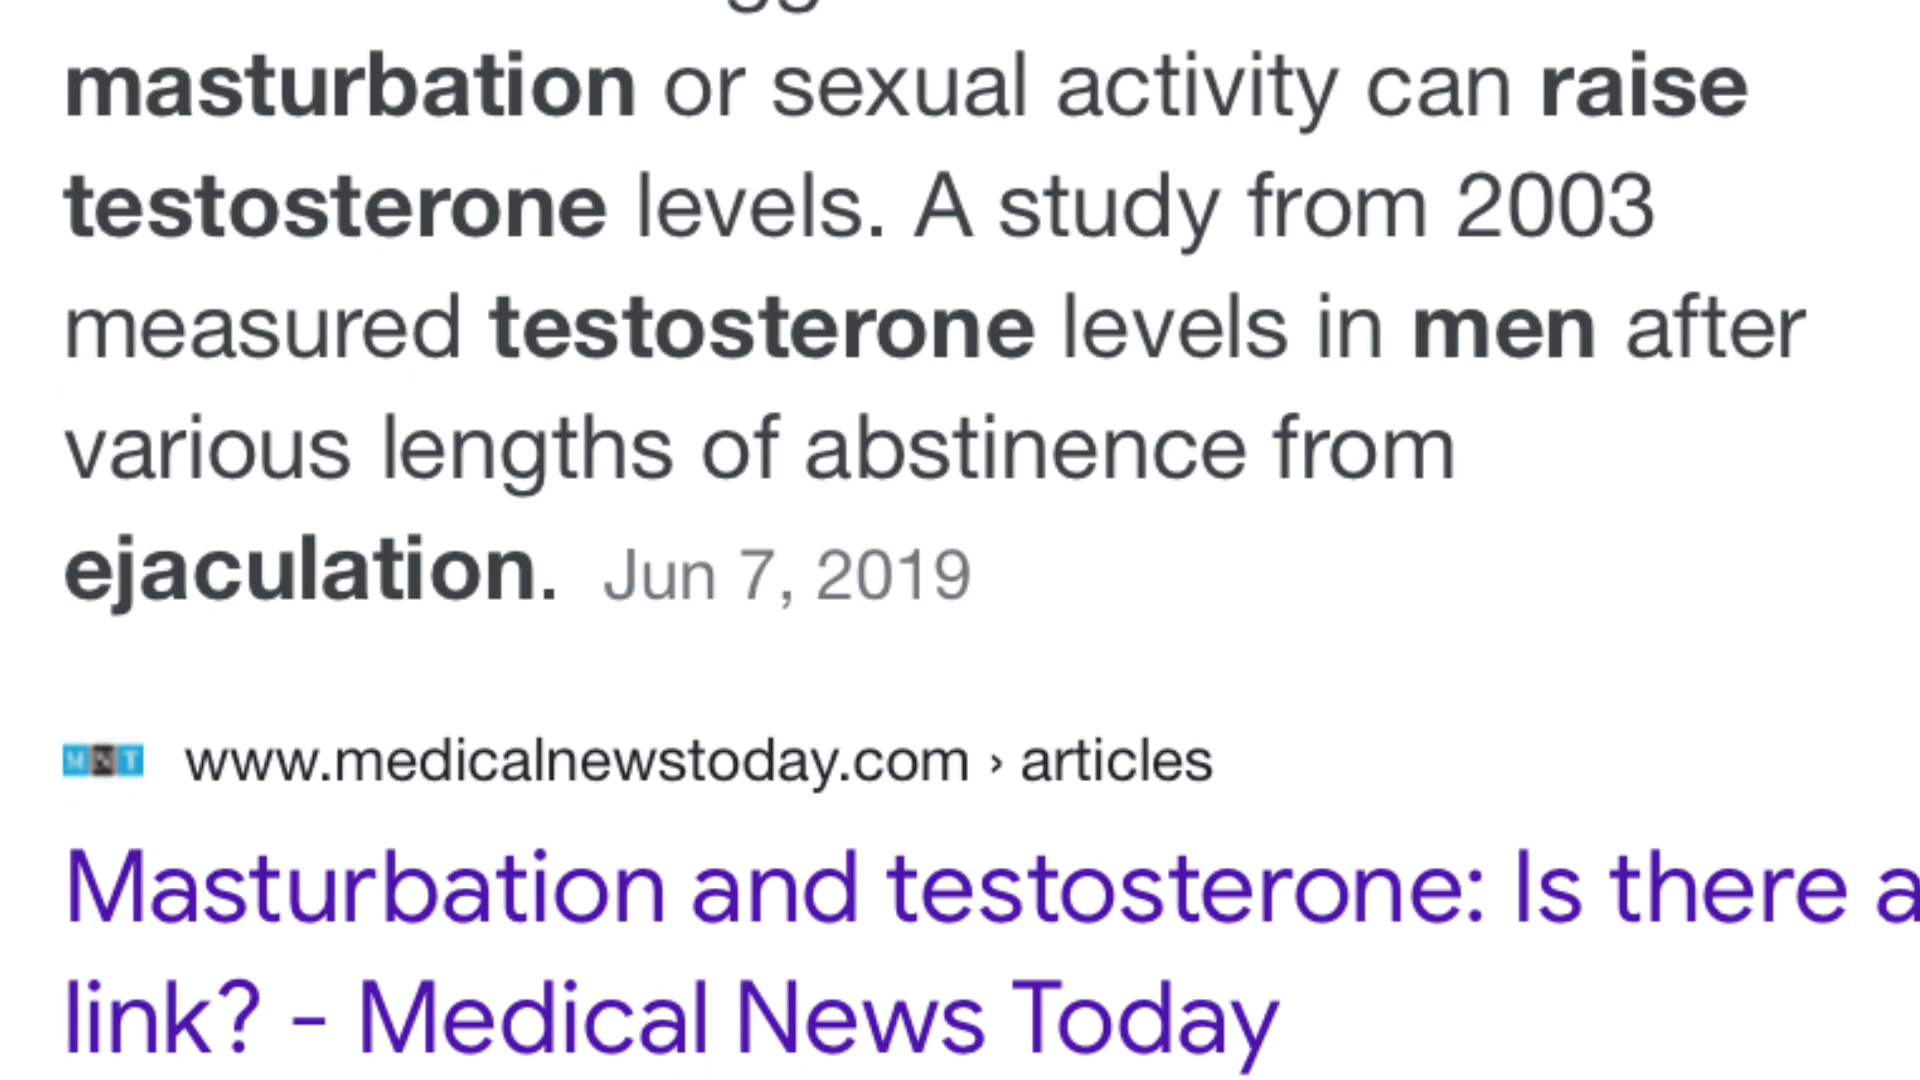 masturbation or sexual activity can raise
testosterone levels. A study from 2003
measured testosterone levels in men after
various lengths of abstinence from
ejaculation. Jun 7, 2019
MNT www.medicalnewstoday.com › articles
Masturbation and testosterone: Is there a
link? - Medical News Today